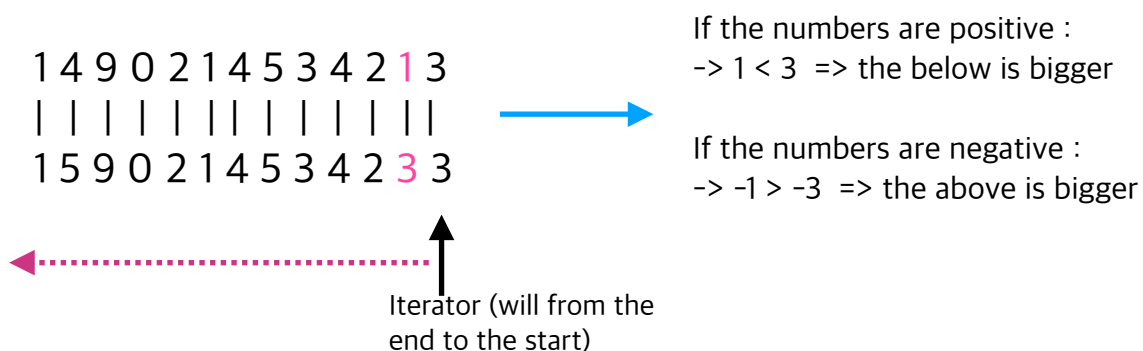 1 4 9 0 2 1 4 5 3 4 2 1 3
| | | | | | | | | | | | |
1 5 9 0 2 1 4 5 3 4 2 3 3
If the numbers are positive :
-> 1 < 3 => the below is bigger
If the numbers are negative :
-> -1 > -3 => the above is bigger
Iterator (will from the
end to the start)